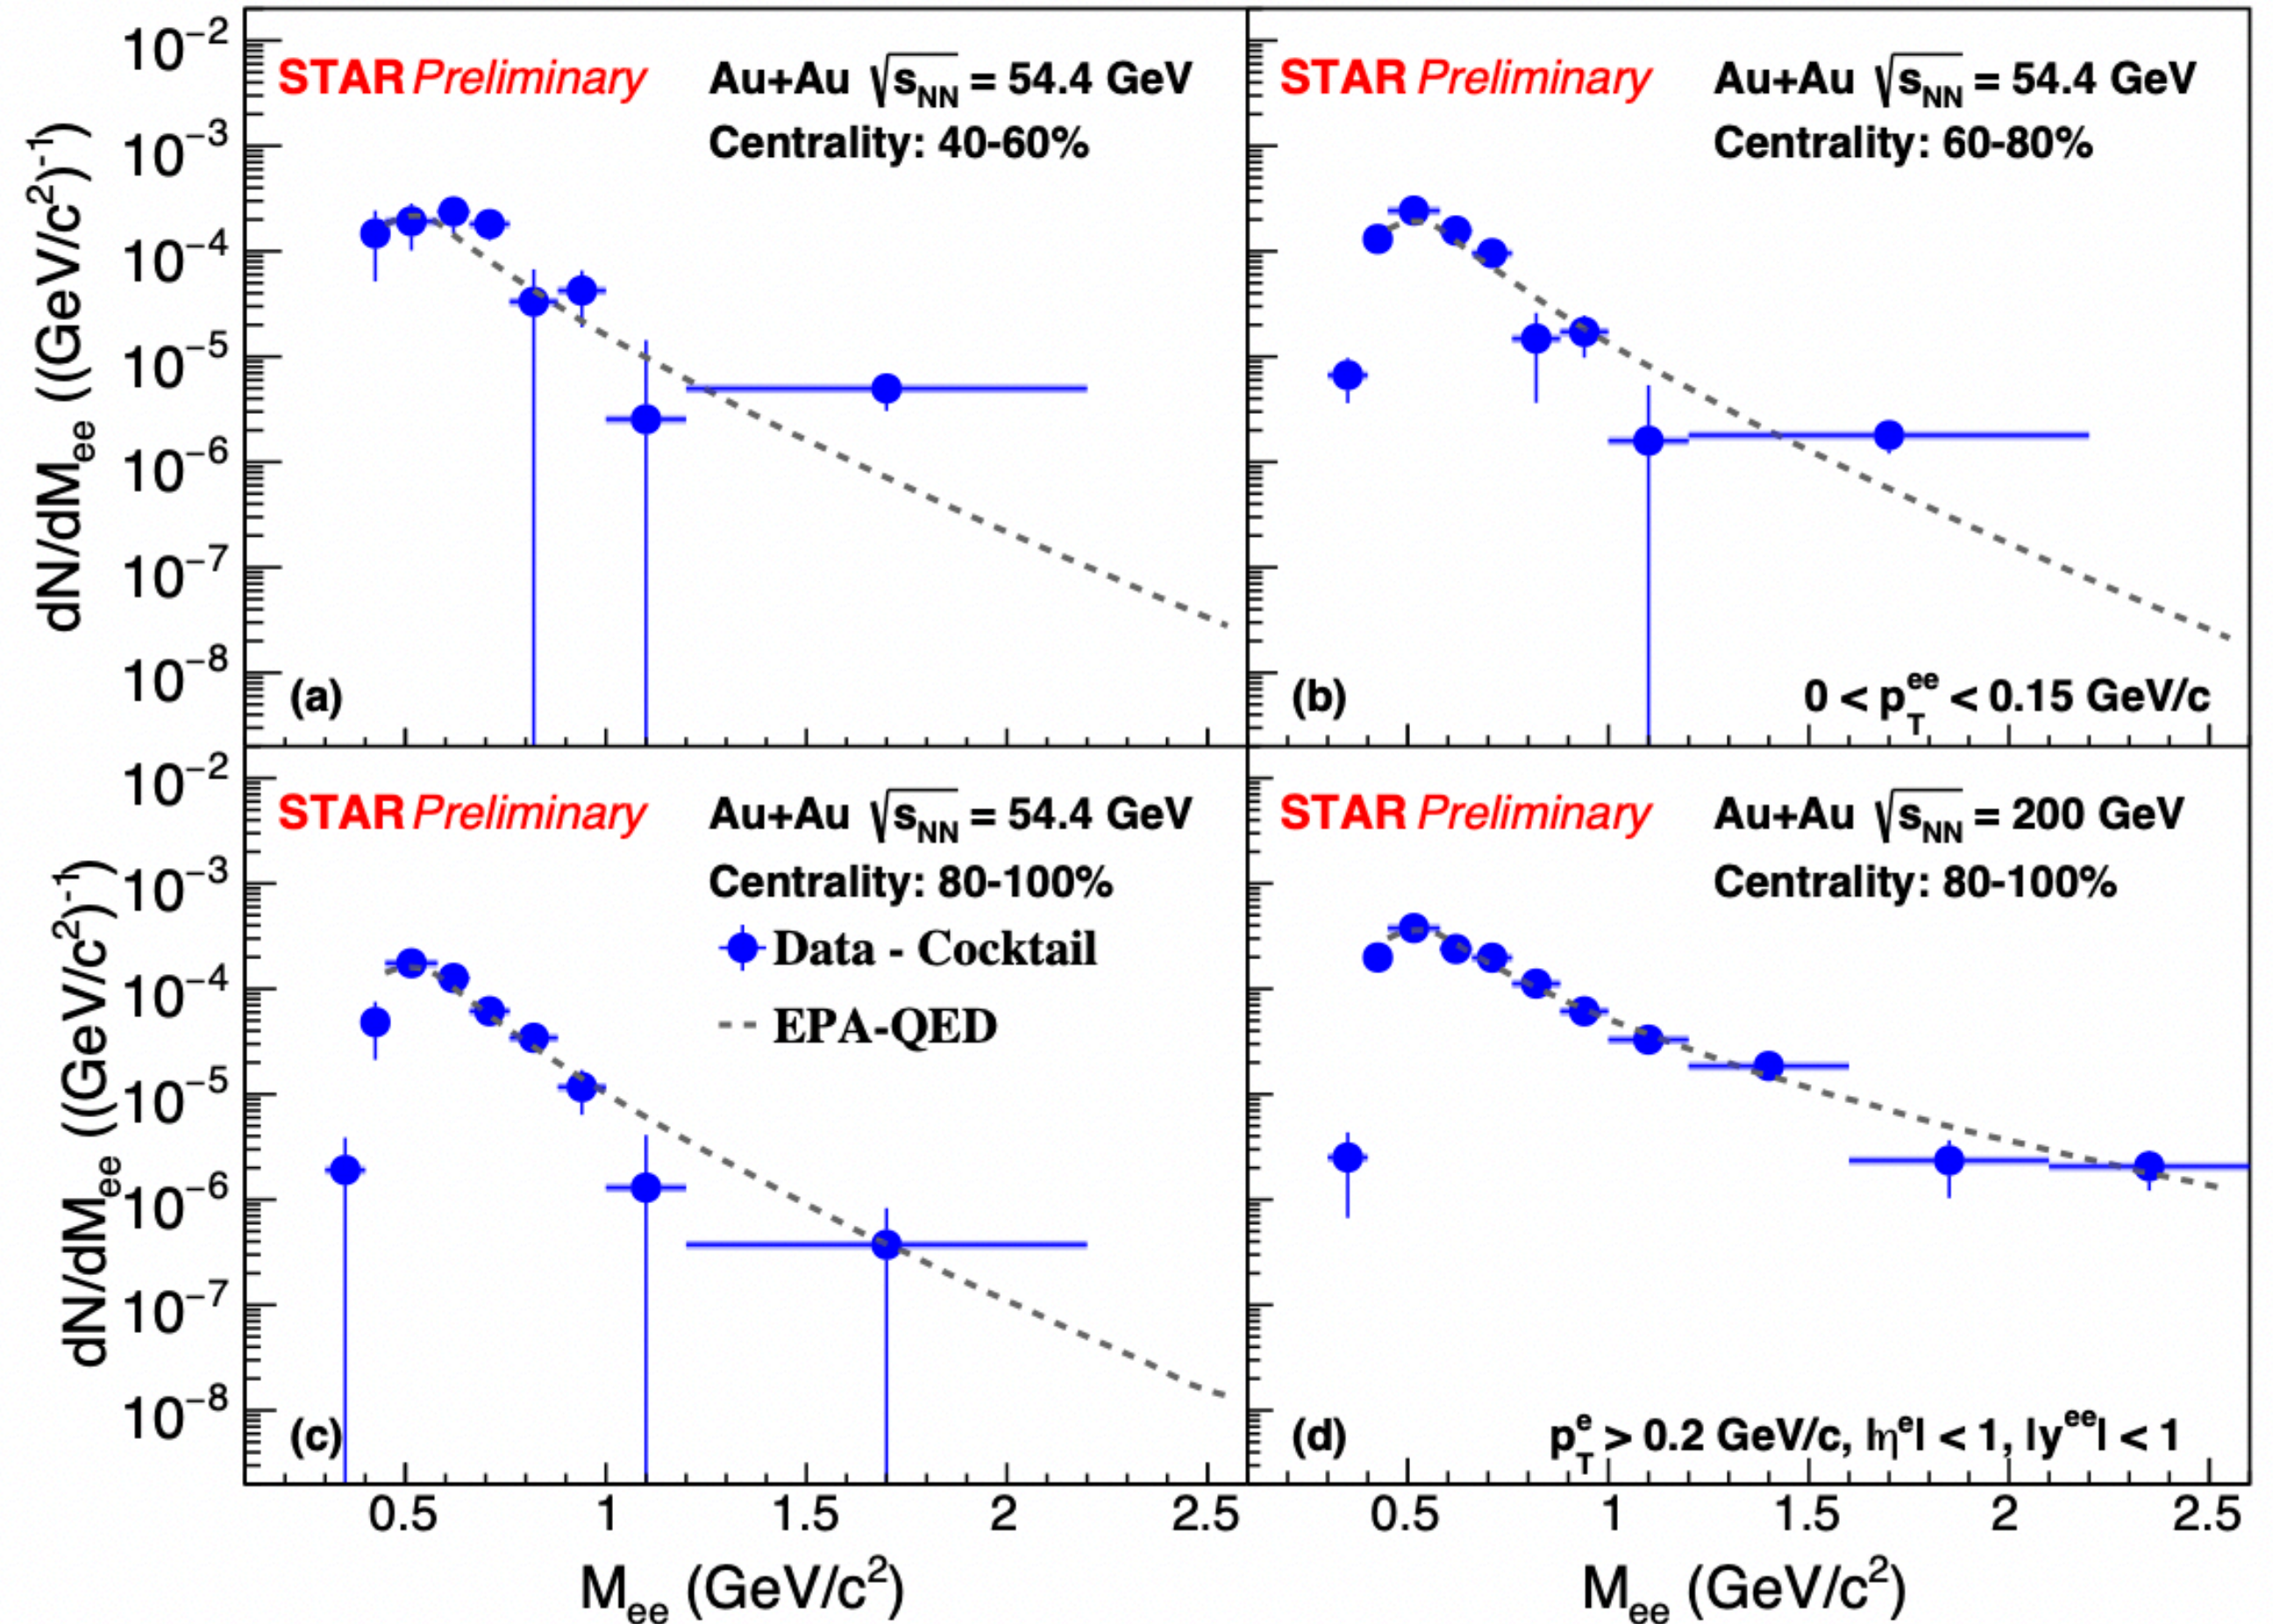 STAR Preliminary
Au+Au √sNN = 54.4 GeV
Centrality: 40-60%
STAR Preliminary
Au+Au √sNN = 54.4 GeV
Centrality: 60-80%
dN/dMee ((GeV/c²)⁻¹)
10⁻²
10⁻³
10⁻⁴
10⁻⁵
10⁻⁶
10⁻⁷
10⁻⁸
(a)
(b)
0 < pTee < 0.15 GeV/c
STAR Preliminary
Au+Au √sNN = 54.4 GeV
Centrality: 80-100%
Data - Cocktail
EPA-QED
STAR Preliminary
Au+Au √sNN = 200 GeV
Centrality: 80-100%
dN/dMee ((GeV/c²)⁻¹)
10⁻²
10⁻³
10⁻⁴
10⁻⁵
10⁻⁶
10⁻⁷
10⁻⁸
(c)
(d)
pTe > 0.2 GeV/c, |ηe| < 1, |yee| < 1
0.5 1 1.5 2 2.5
0.5 1 1.5 2 2.5
Mee (GeV/c²)
Mee (GeV/c²)